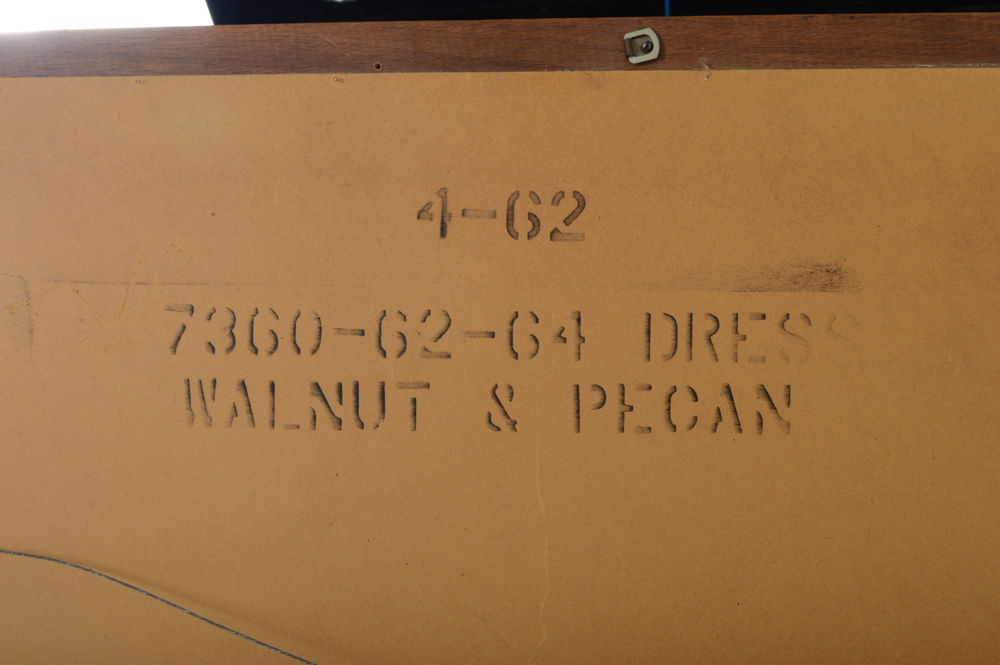 4-62
7360-62-64 DRESS
WALNUT & PECAN